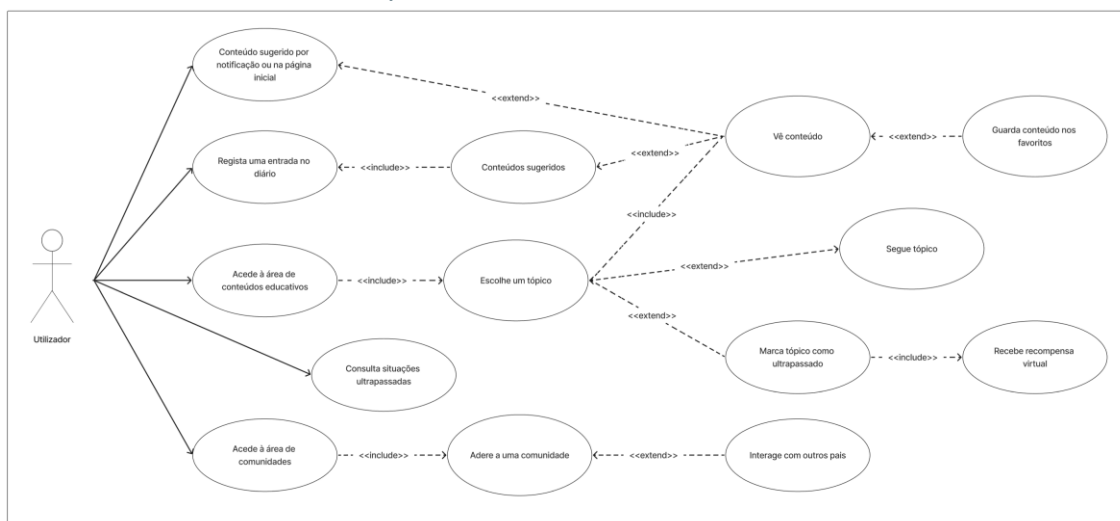 Conteúdo sugerido por
notificação ou na página
inicial
<<extend>>
Vê conteúdo
<<extend>>
Guarda conteúdo nos
favoritos
Regista uma entrada no
diário
<<include>>
Conteúdos sugeridos
<<extend>>
<<include>>
Segue tópico
Acede à área de
conteúdos educativos
<<include>>
Escolhe um tópico
<<extend>>
<<extend>>
Utilizador
Marca tópico como
ultrapassado
<<include>>
Recebe recompensa
virtual
Consulta situações
ultrapassadas
Acede à área de
comunidades
<<include>>
Adere a uma comunidade
<<extend>>
Interage com outros pais